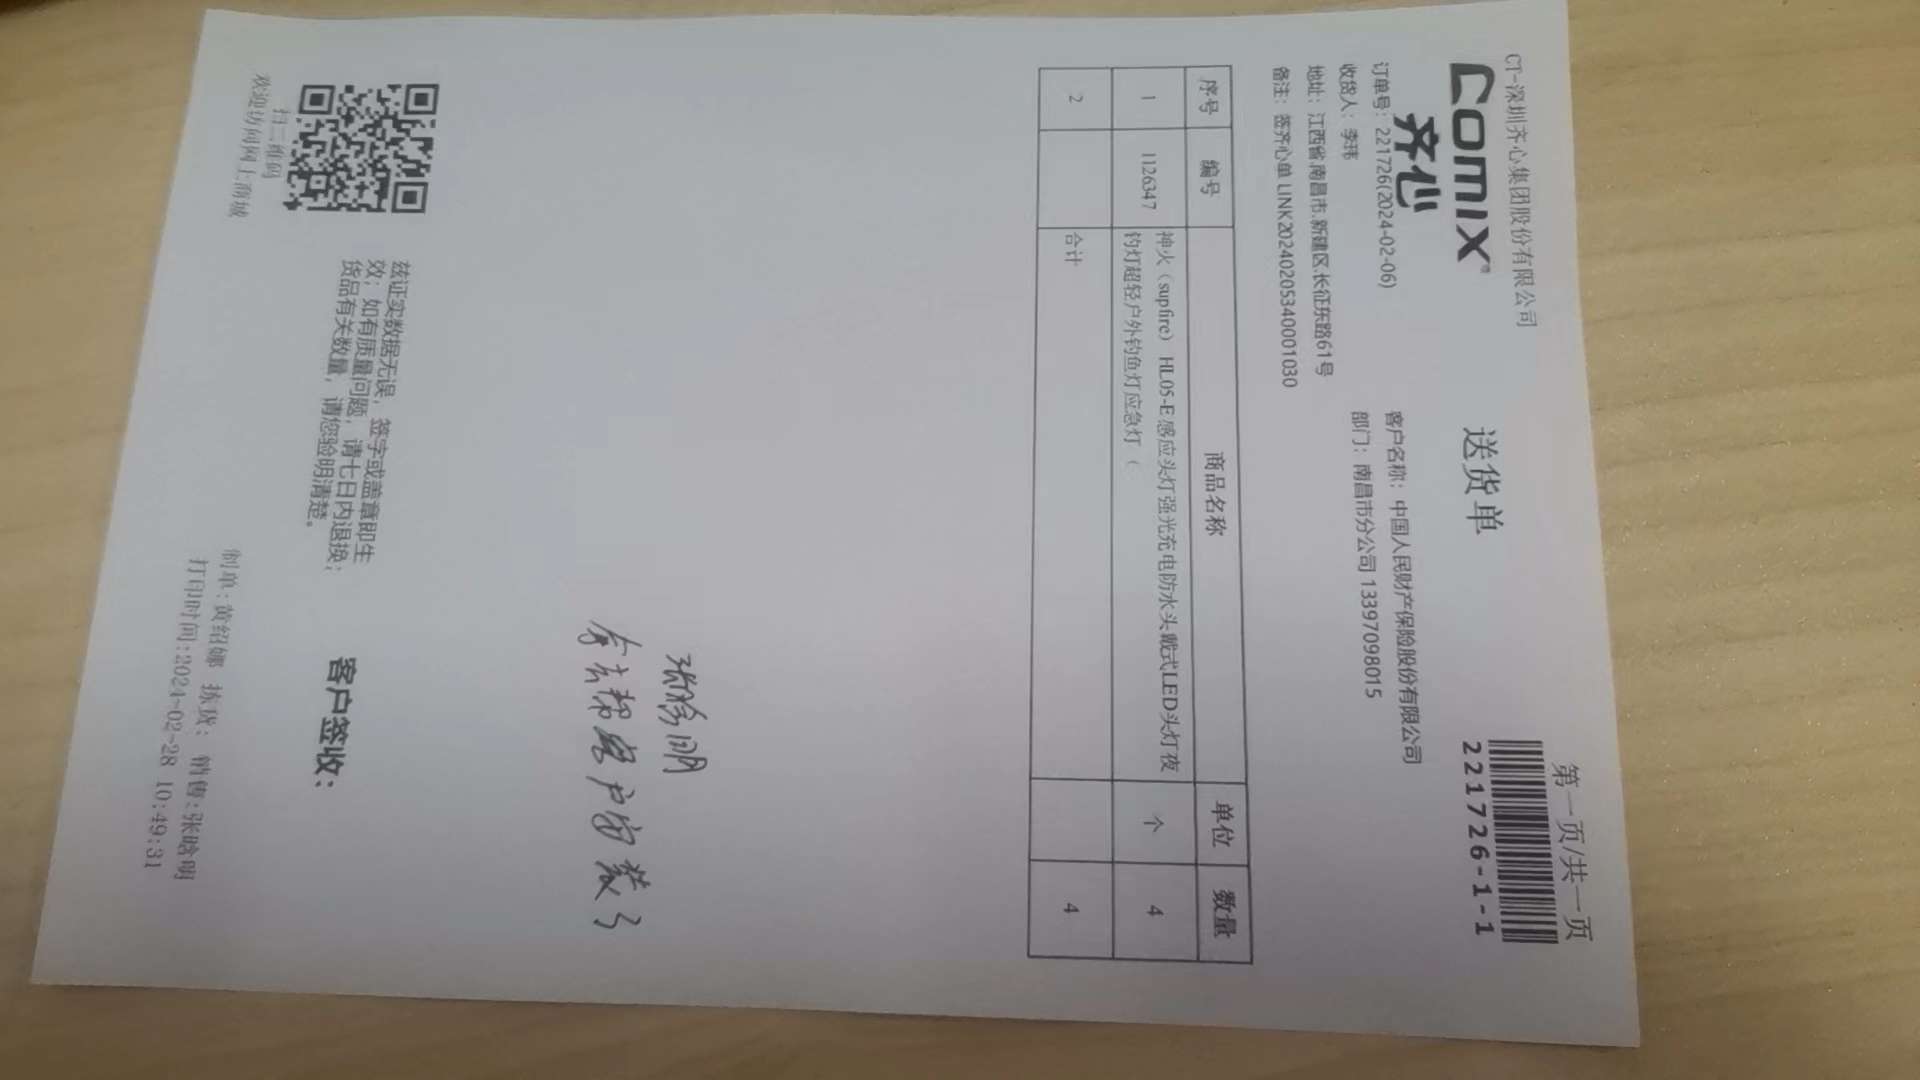 CT-深圳齐心集团股份有限公司
第一页/共一页
COMIX®
齐心
送货单
221726-1-1
订单号：221726(2024-02-06)
客户名称：中国人民财产保险股份有限公司
收货人：李玮
部门：南昌市分公司 13397098015
地址：江西省.南昌市.新建区.长征东路61号
备注：签齐心单 LINK20240205340001030
序号 编号 商品名称 单位 数量
1 1126347 神火（supfire） HL05-E 感应头灯强光充电防水头戴式LED头灯夜 个 4
钓灯超轻户外钓鱼灯应急灯（
2 合计 4
明
客户
兹证实数据无误，签字或盖章即生
效；如有质量问题，请七日内退换；
货品有关数量，请您验明清楚。
客户签收：
扫二维码
欢迎访问网上商城
制单:黄绍娜 拣货： 销售:张晗明
打印时间:2024-02-28 10:49:31